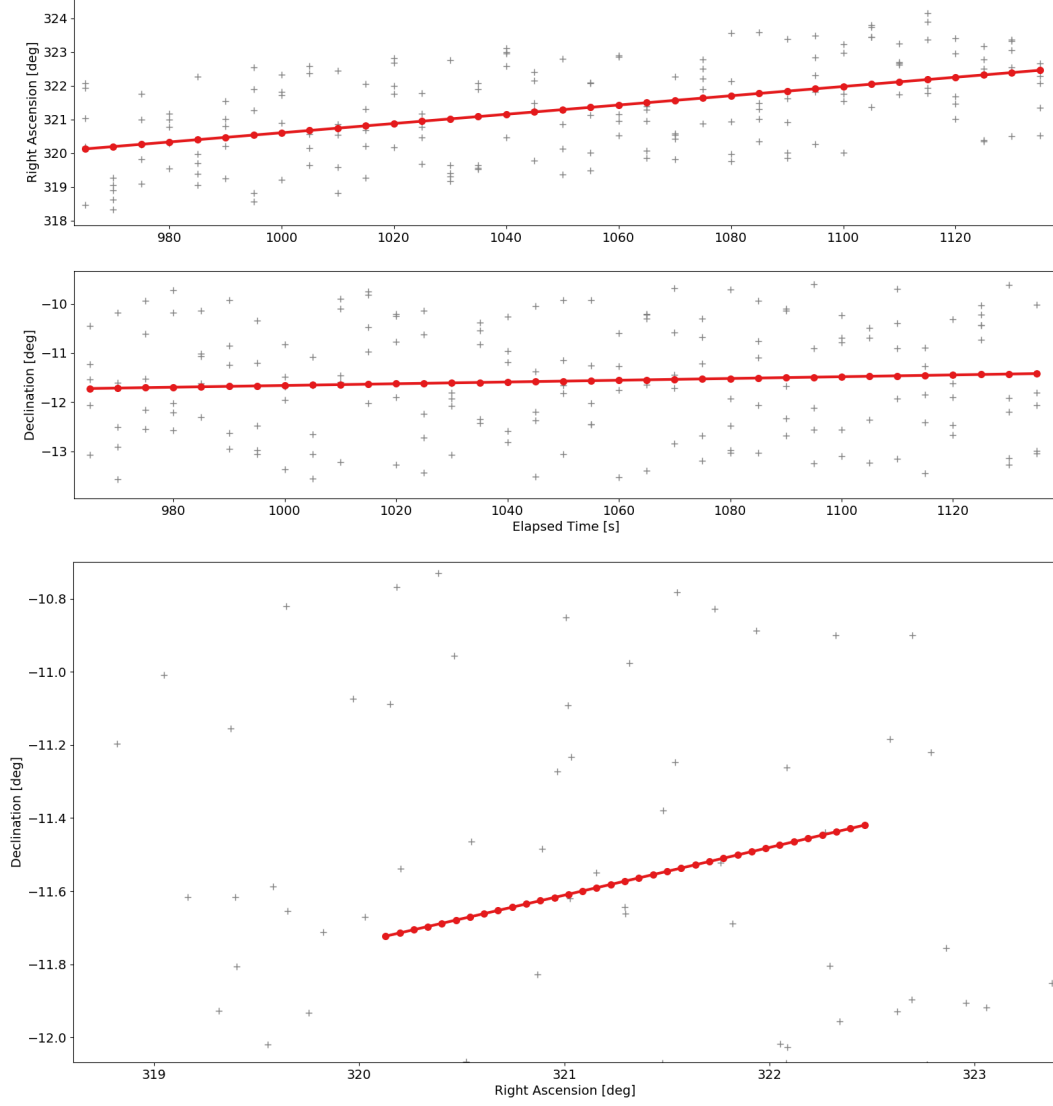 324
323
322
321
320
319
318
Right Ascension [deg]
980 1000 1020 1040 1060 1080 1100 1120
−10
−11
−12
−13
Declination [deg]
980 1000 1020 1040 1060 1080 1100 1120
Elapsed Time [s]
−10.8
−11.0
−11.2
−11.4
−11.6
−11.8
−12.0
Declination [deg]
319 320 321 322 323
Right Ascension [deg]